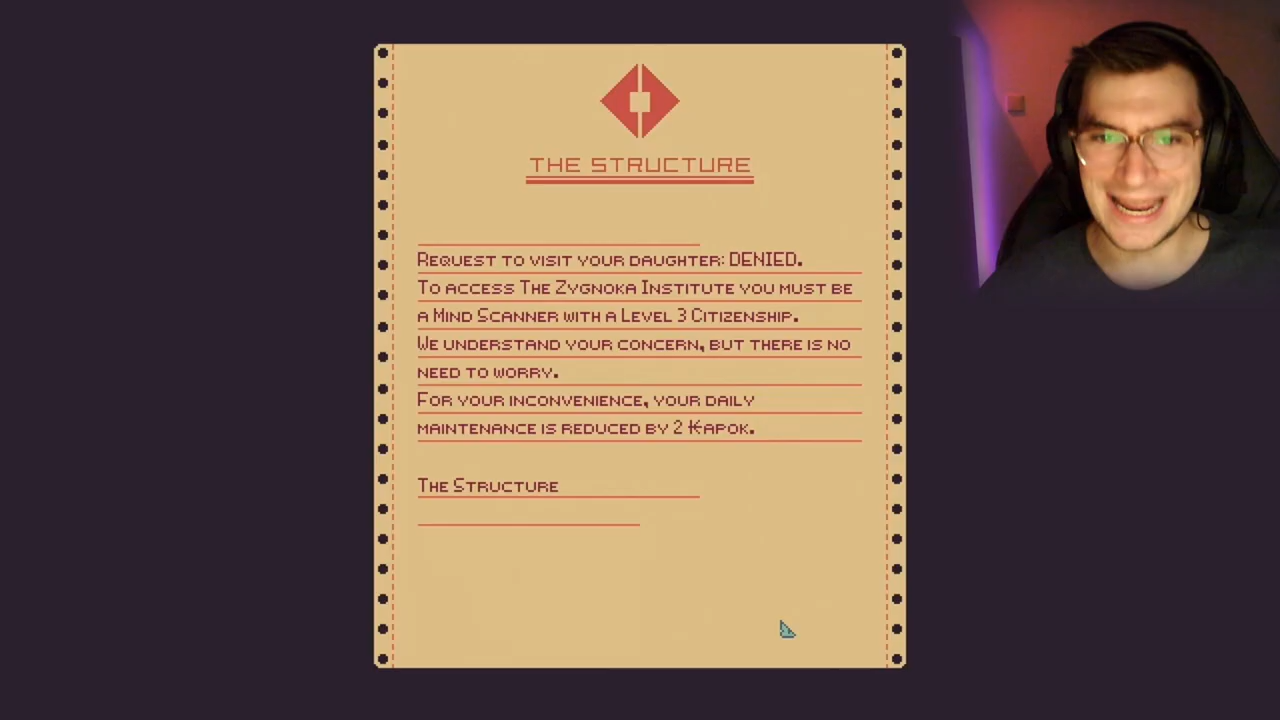 THE STRUCTURE
REQUEST TO VISIT YOUR DAUGHTER: DENIED.
TO ACCESS THE ZYGNOKA INSTITUTE YOU MUST BE
A MIND SCANNER WITH A LEVEL 3 CITIZENSHIP.
WE UNDERSTAND YOUR CONCERN, BUT THERE IS NO
NEED TO WORRY.
FOR YOUR INCONVENIENCE, YOUR DAILY
MAINTENANCE IS REDUCED BY 2 KAPOK.
THE STRUCTURE